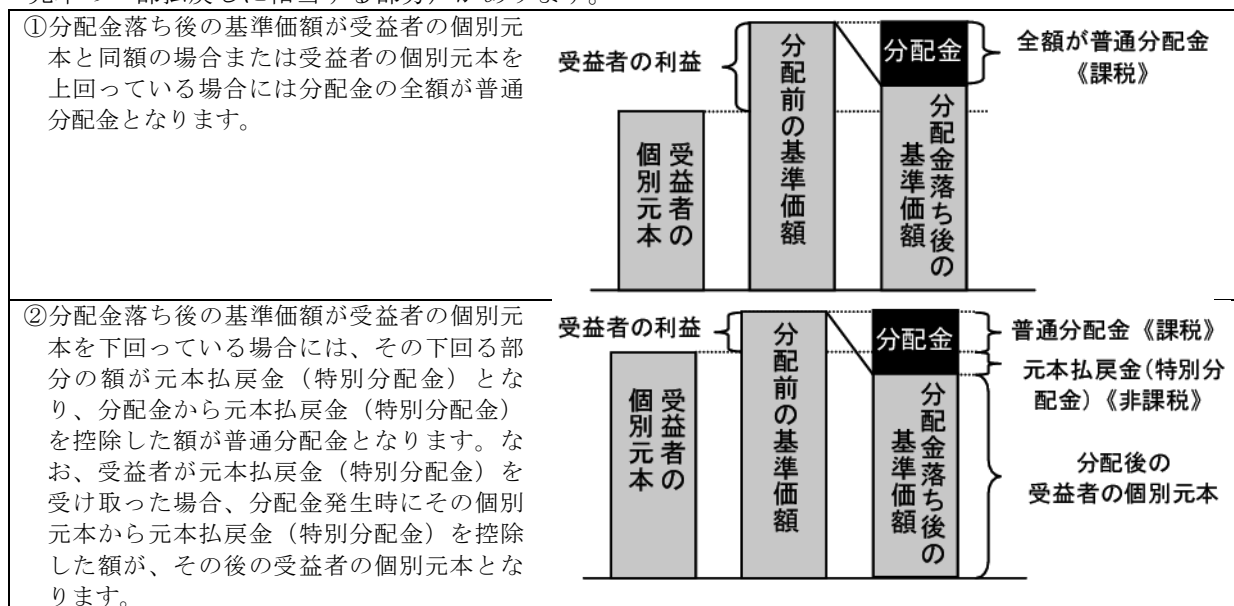 ①分配金落ち後の基準価額が受益者の個別元
本と同額の場合または受益者の個別元本を
上回っている場合には分配金の全額が普通
分配金となります。
受益者の利益
分配前の基準価額
分配金
全額が普通分配金
《課税》
受益者の
個別元本
分配金落ち後の
基準価額
②分配金落ち後の基準価額が受益者の個別元
本を下回っている場合には、その下回る部
分の額が元本払戻金（特別分配金）とな
り、分配金から元本払戻金（特別分配金）
を控除した額が普通分配金となります。な
お、受益者が元本払戻金（特別分配金）を
受け取った場合、分配金発生時にその個別
元本から元本払戻金（特別分配金）を控除
した額が、その後の受益者の個別元本とな
ります。
受益者の利益
分配前の基準価額
分配金
普通分配金《課税》
元本払戻金(特別分
配金)《非課税》
受益者の
個別元本
分配金落ち後の
基準価額
分配後の
受益者の個別元本